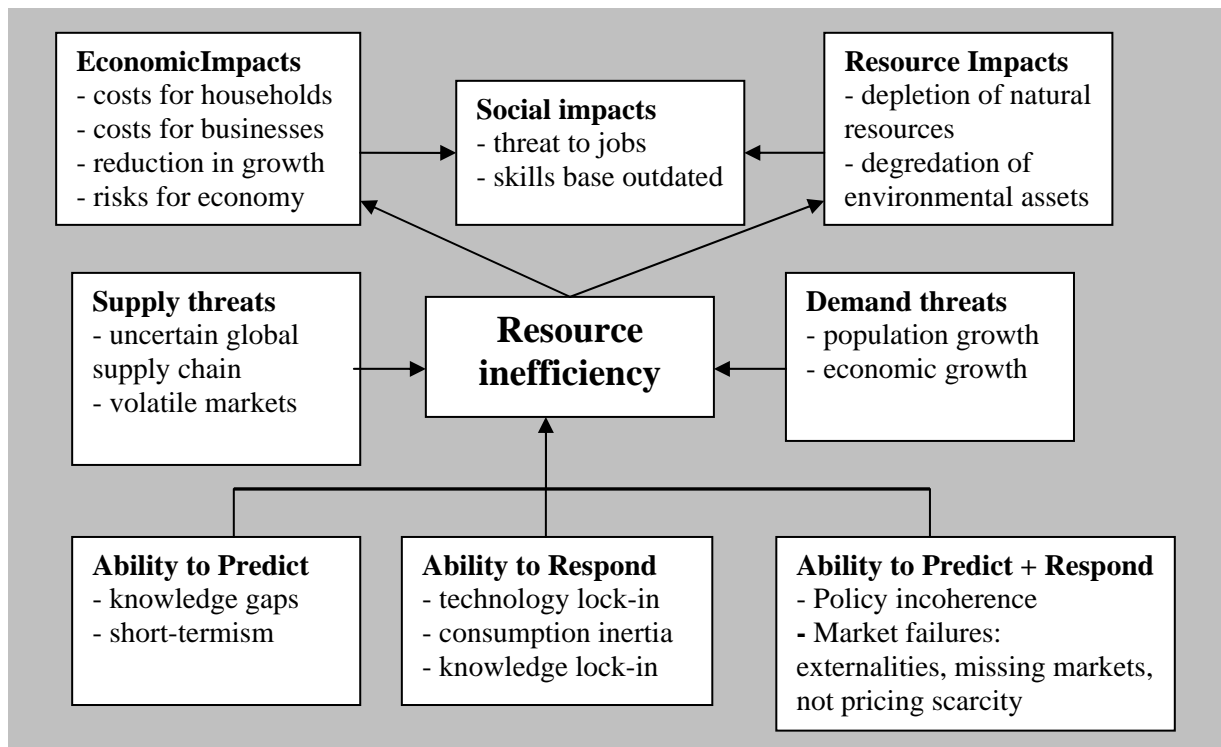 EconomicImpacts
- costs for households
- costs for businesses
- reduction in growth
- risks for economy
Social impacts
- threat to jobs
- skills base outdated
Resource Impacts
- depletion of natural
resources
- degredation of
environmental assets
Supply threats
- uncertain global
supply chain
- volatile markets
Resource
inefficiency
Demand threats
- population growth
- economic growth
Ability to Predict
- knowledge gaps
- short-termism
Ability to Respond
- technology lock-in
- consumption inertia
- knowledge lock-in
Ability to Predict + Respond
- Policy incoherence
- Market failures:
externalities, missing markets,
not pricing scarcity